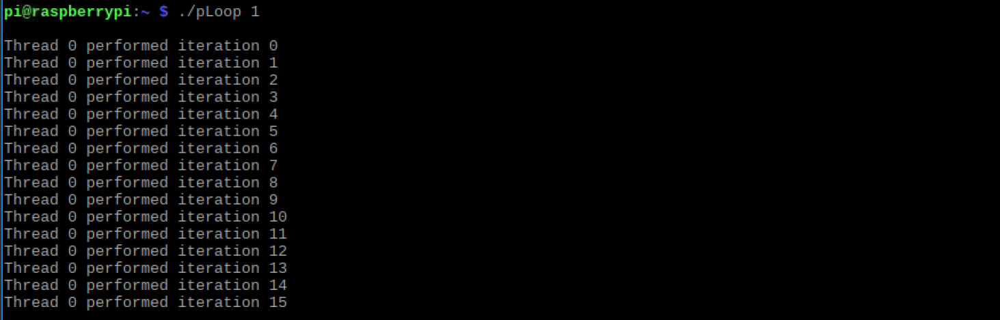 pi@raspberrypi:~ $ ./pLoop 1
Thread 0 performed iteration 0
Thread 0 performed iteration 1
Thread 0 performed iteration 2
Thread 0 performed iteration 3
Thread 0 performed iteration 4
Thread 0 performed iteration 5
Thread 0 performed iteration 6
Thread 0 performed iteration 7
Thread 0 performed iteration 8
Thread 0 performed iteration 9
Thread 0 performed iteration 10
Thread 0 performed iteration 11
Thread 0 performed iteration 12
Thread 0 performed iteration 13
Thread 0 performed iteration 14
Thread 0 performed iteration 15